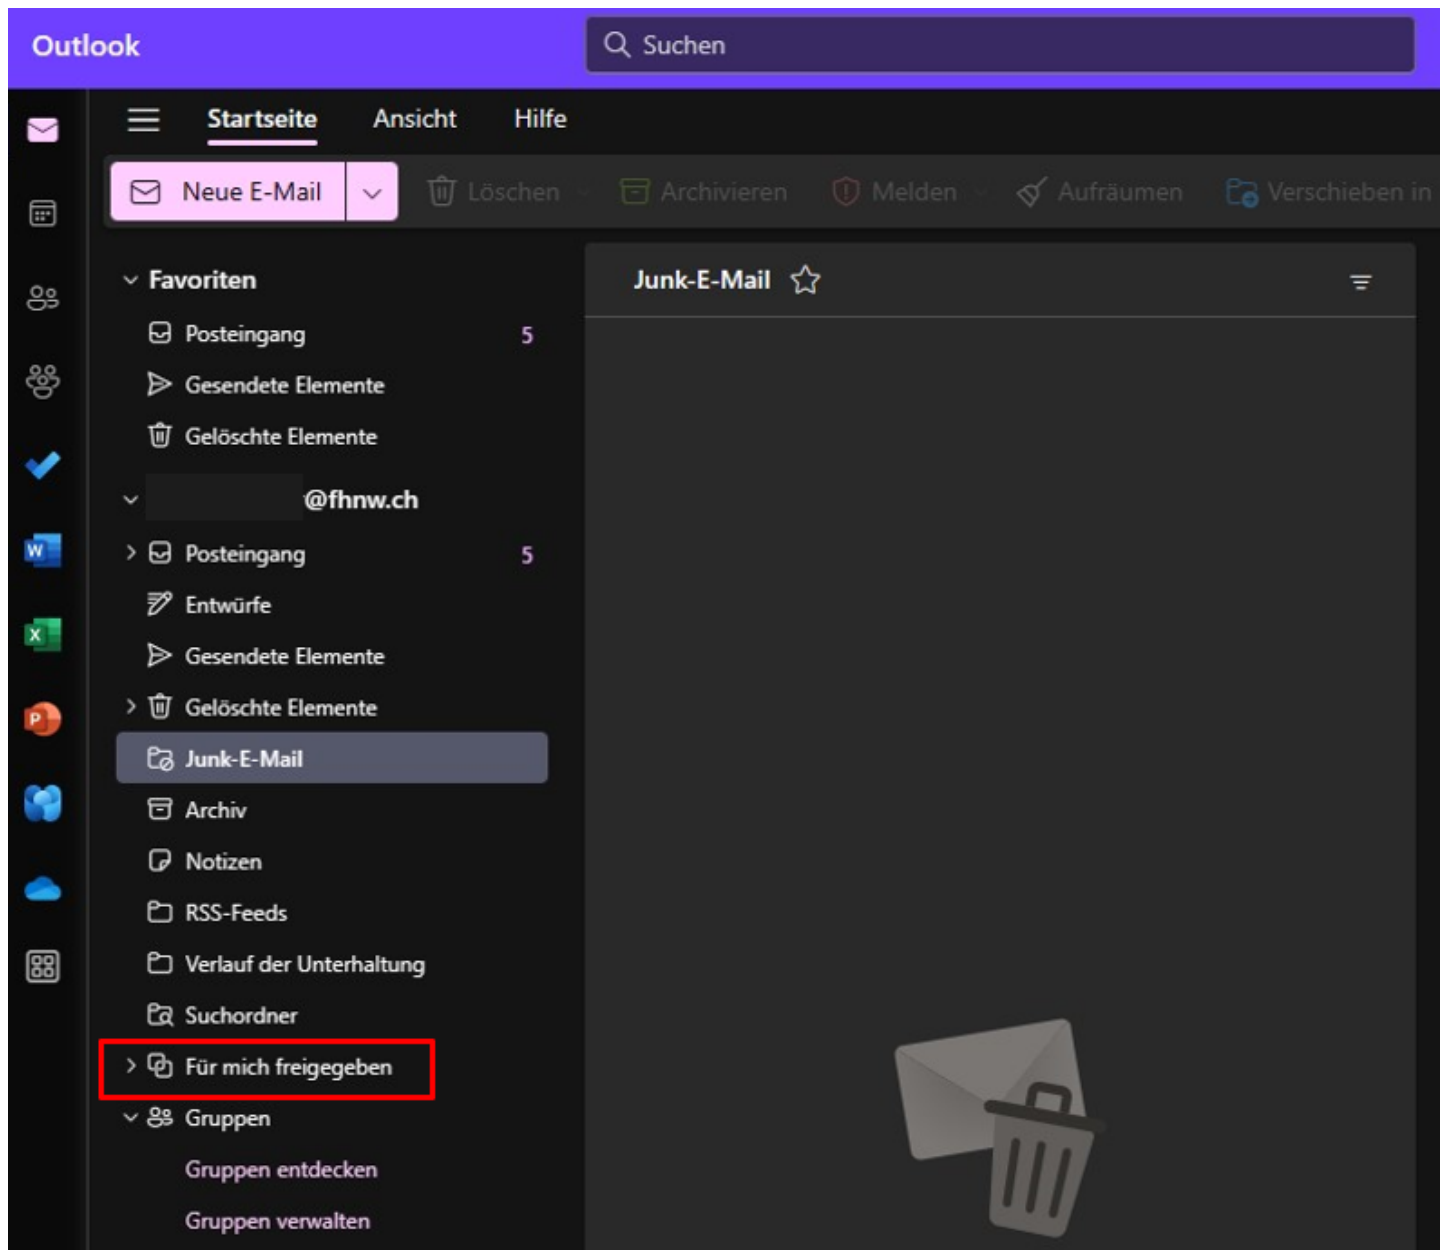 Outlook
Suchen
Startseite Ansicht Hilfe
Neue E-Mail Löschen Archivieren Melden Aufräumen Verschieben in
Favoriten
Junk-E-Mail
Posteingang 5
Gesendete Elemente
Gelöschte Elemente
@fhnw.ch
Posteingang 5
Entwürfe
Gesendete Elemente
Gelöschte Elemente
Junk-E-Mail
Archiv
Notizen
RSS-Feeds
Verlauf der Unterhaltung
Suchordner
Für mich freigegeben
Gruppen
Gruppen entdecken
Gruppen verwalten